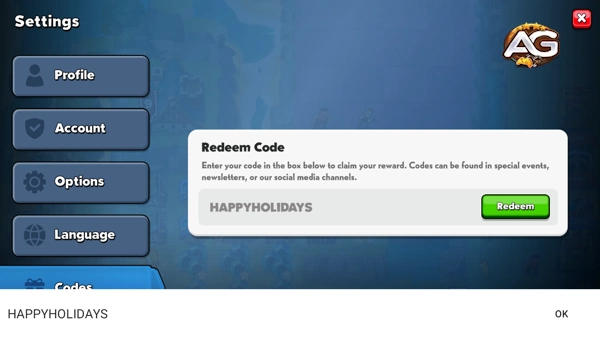 Settings
AG
Profile
Account
Options
Language
Codes
Redeem Code
Enter your code in the box below to claim your reward. Codes can be found in special events,
newsletters, or our social media channels.
HAPPYHOLIDAYS
Redeem
HAPPYHOLIDAYS
OK